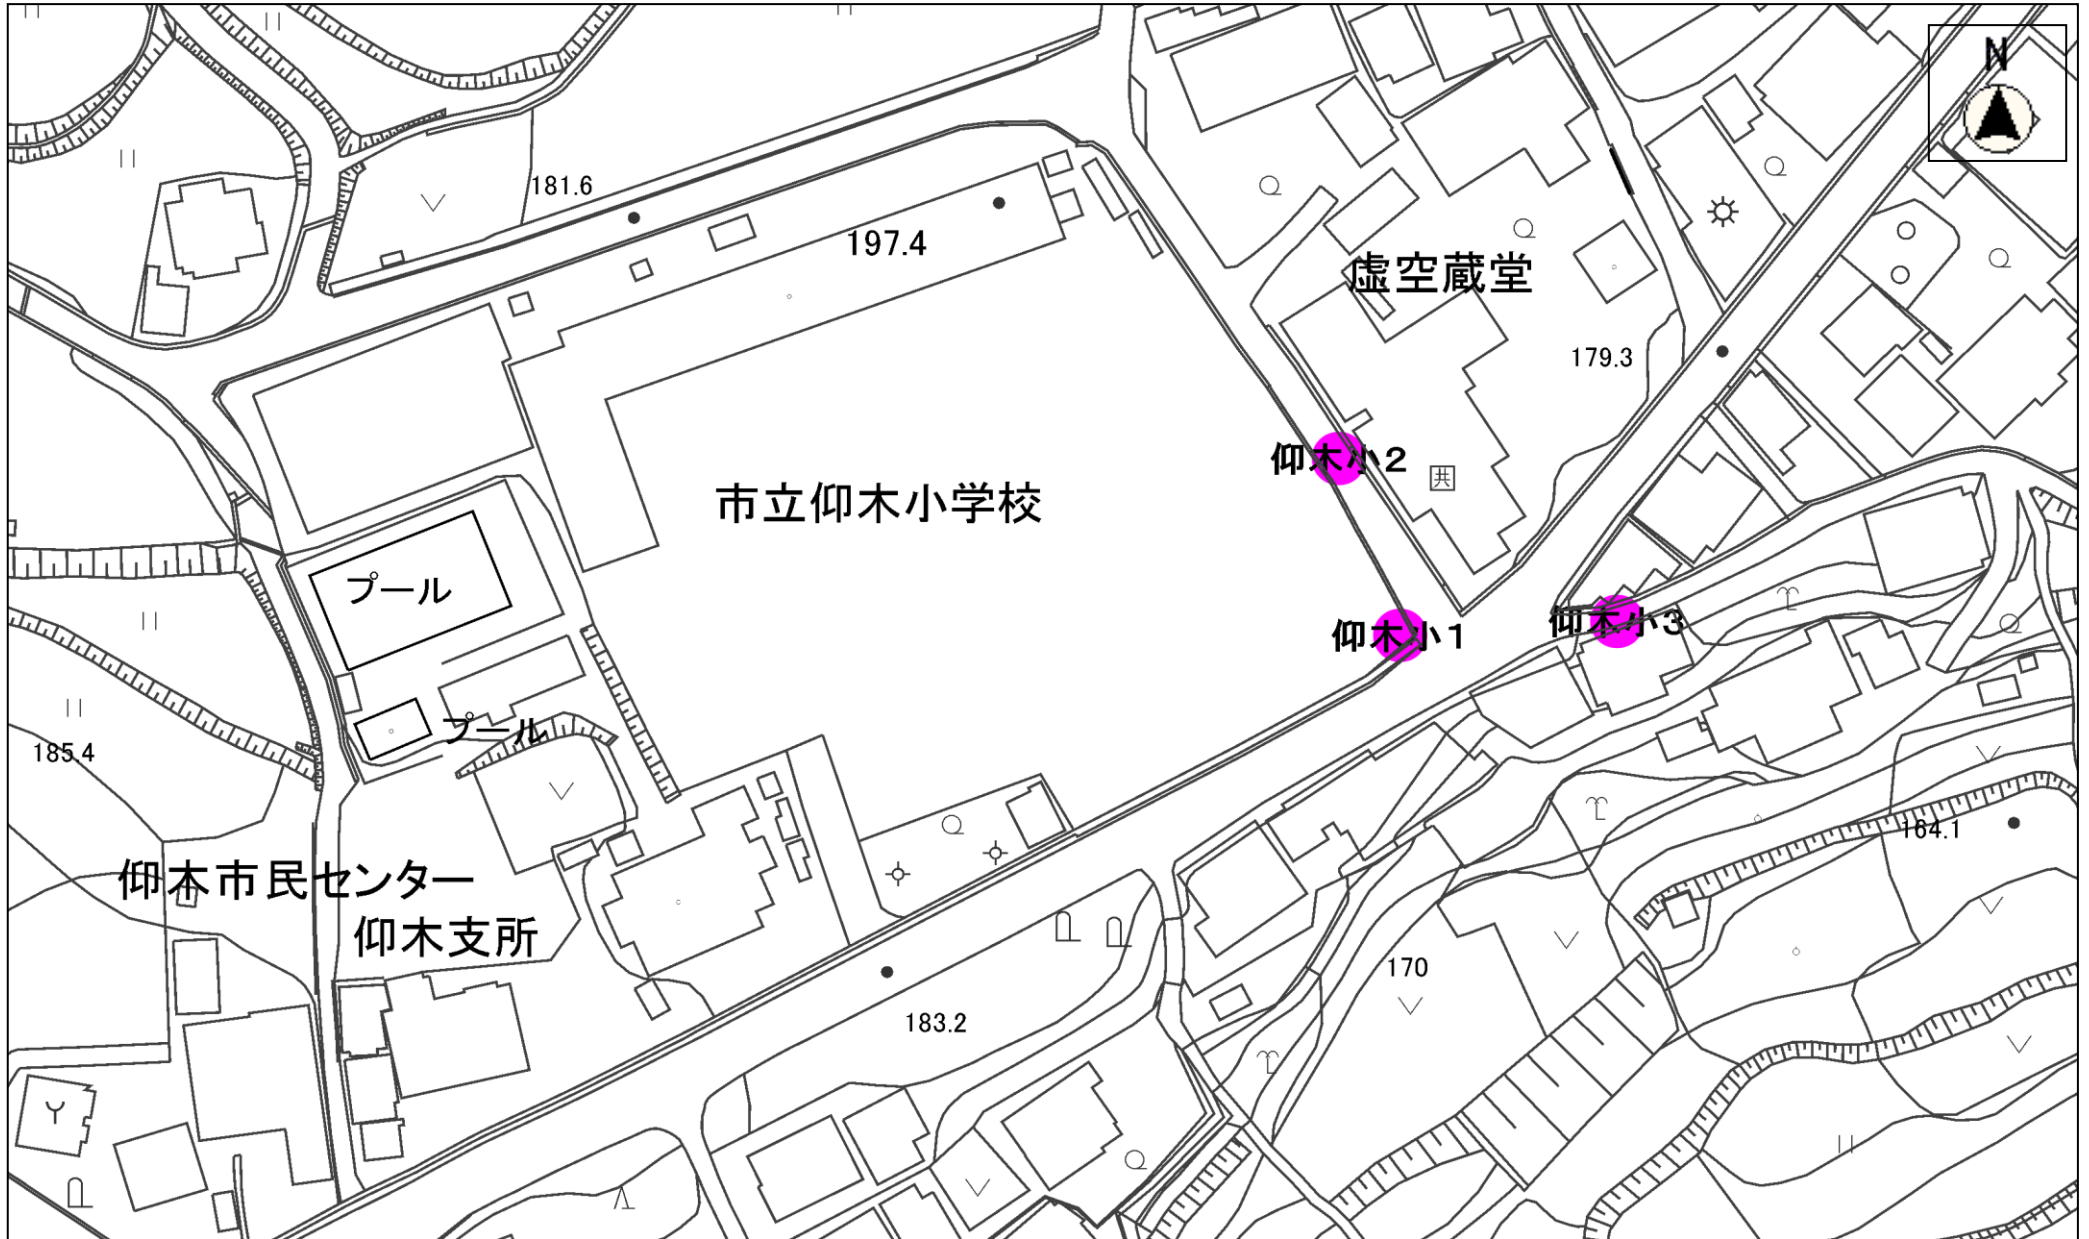 N
181.6
197.4
虚空蔵堂
179.3
仰木小2
市立仰木小学校
プール
仰木小1
仰木小3
プール
185.4
164.1
仰木市民センター
仰木支所
170
183.2